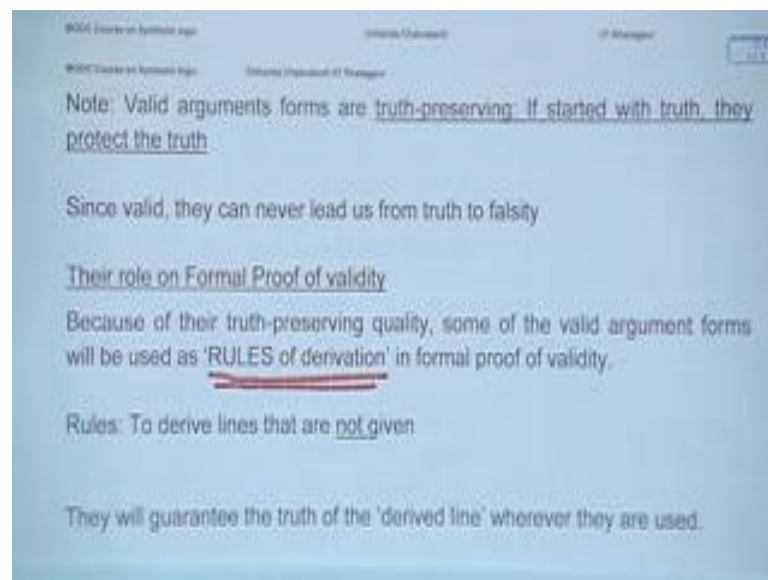 Note: Valid arguments forms are truth-preserving: If started with truth, they
protect the truth
Since valid, they can never lead us from truth to falsity
Their role on Formal Proof of validity
Because of their truth-preserving quality, some of the valid argument forms
will be used as 'RULES of derivation' in formal proof of validity.
Rules: To derive lines that are not given
They will guarantee the truth of the 'derived line' wherever they are used.